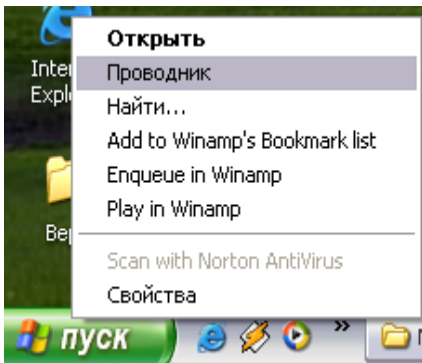 Открыть
Проводник
Найти...
Add to Winamp's Bookmark list
Enqueue in Winamp
Play in Winamp
Scan with Norton AntiVirus
Свойства
пуск